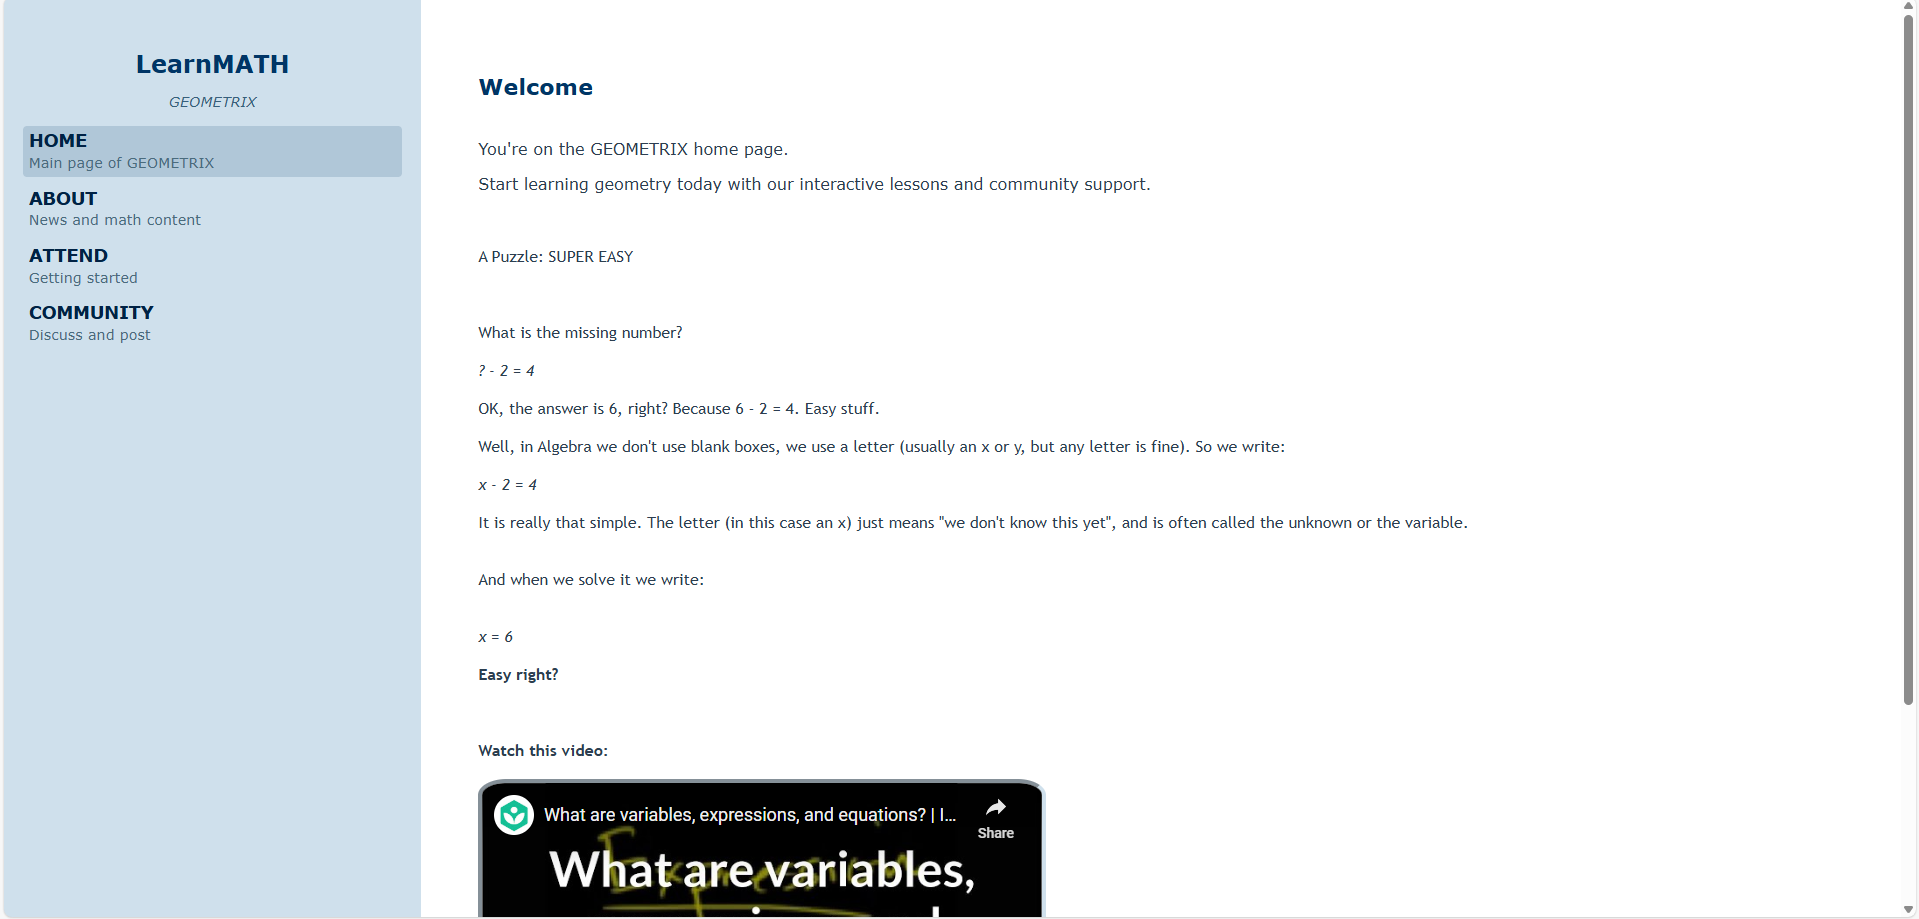 LearnMATH
GEOMETRIX
HOME
Main page of GEOMETRIX
ABOUT
News and math content
ATTEND
Getting started
COMMUNITY
Discuss and post
Welcome
You're on the GEOMETRIX home page.
Start learning geometry today with our interactive lessons and community support.
A Puzzle: SUPER EASY
What is the missing number?
? - 2 = 4
OK, the answer is 6, right? Because 6 - 2 = 4. Easy stuff.
Well, in Algebra we don't use blank boxes, we use a letter (usually an x or y, but any letter is fine). So we write:
x - 2 = 4
It is really that simple. The letter (in this case an x) just means "we don't know this yet", and is often called the unknown or the variable.
And when we solve it we write:
x = 6
Easy right?
Watch this video:
What are variables, expressions, and equations? | I...
Share
What are variables,